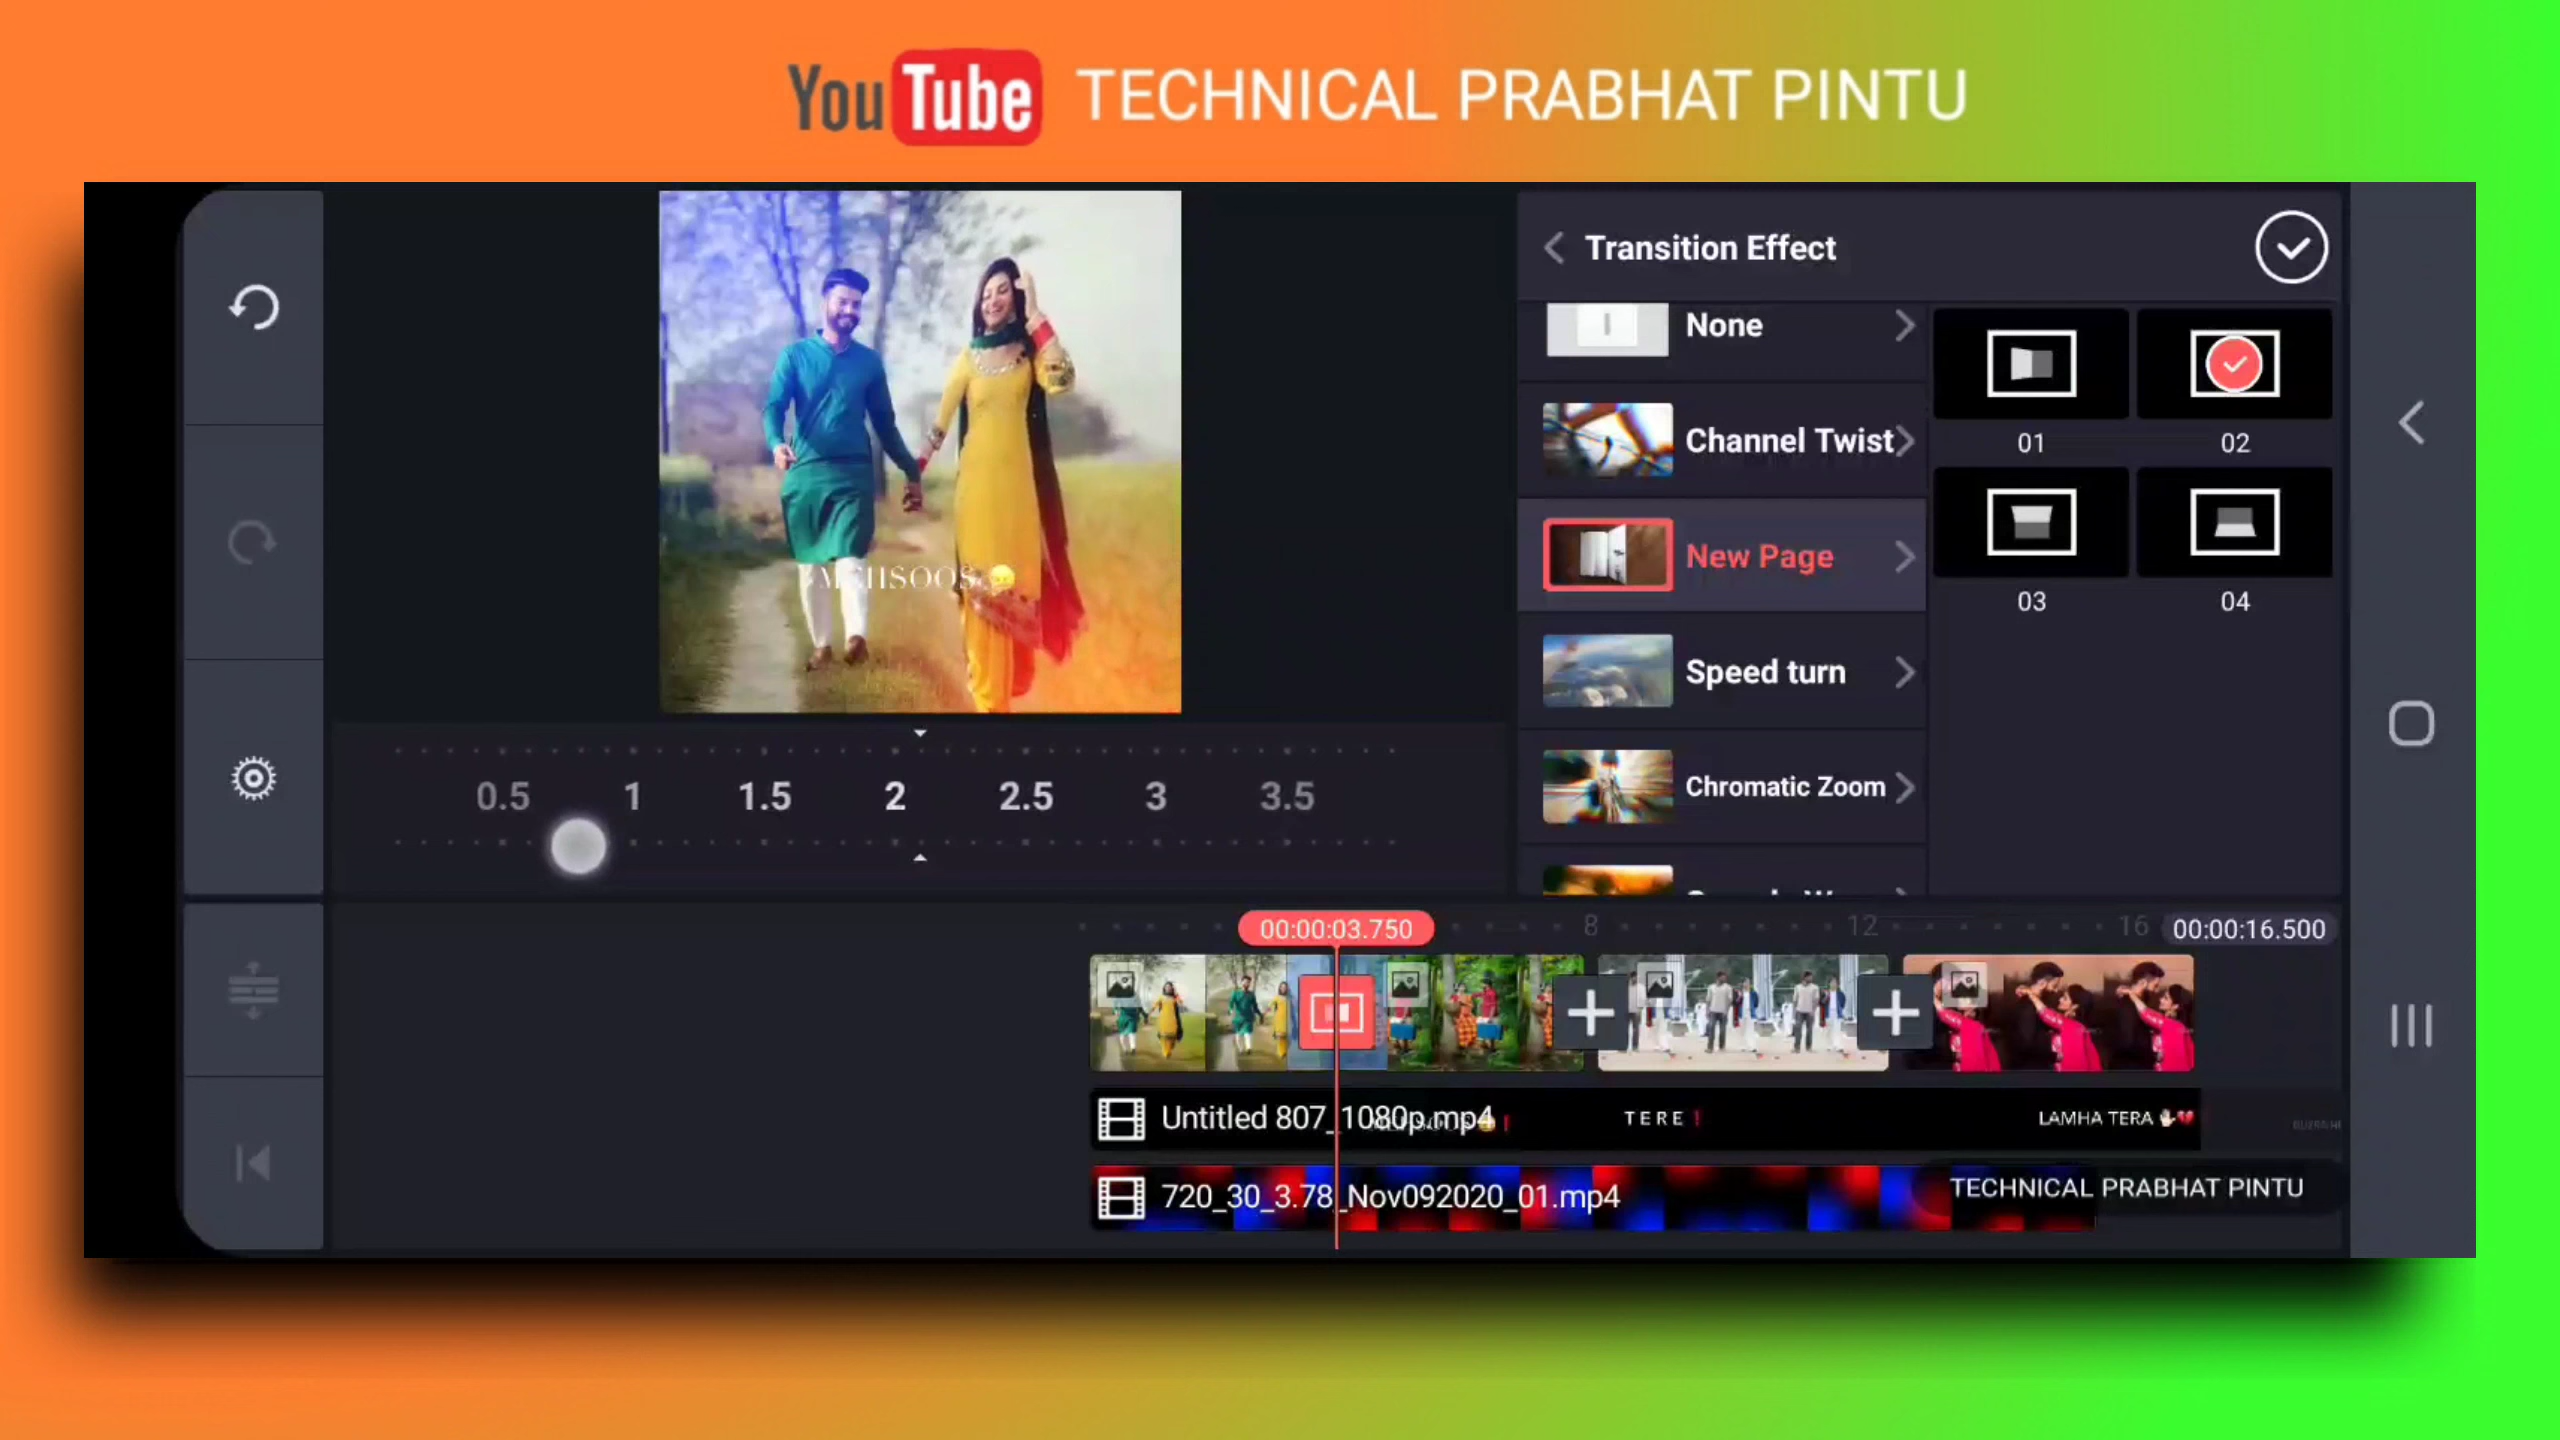 YouTube TECHNICAL PRABHAT PINTU
Transition Effect
None
Channel Twist
New Page
Speed turn
Chromatic Zoom
01
02
03
04
MEHSOOS
0.5 1 1.5 2 2.5 3 3.5
00:00:03.750 8 12 16 00:00:16.500
Untitled 807_1080p.mp4
TERE
LAMHA TERA
720_30_3.78_Nov092020_01.mp4
TECHNICAL PRABHAT PINTU